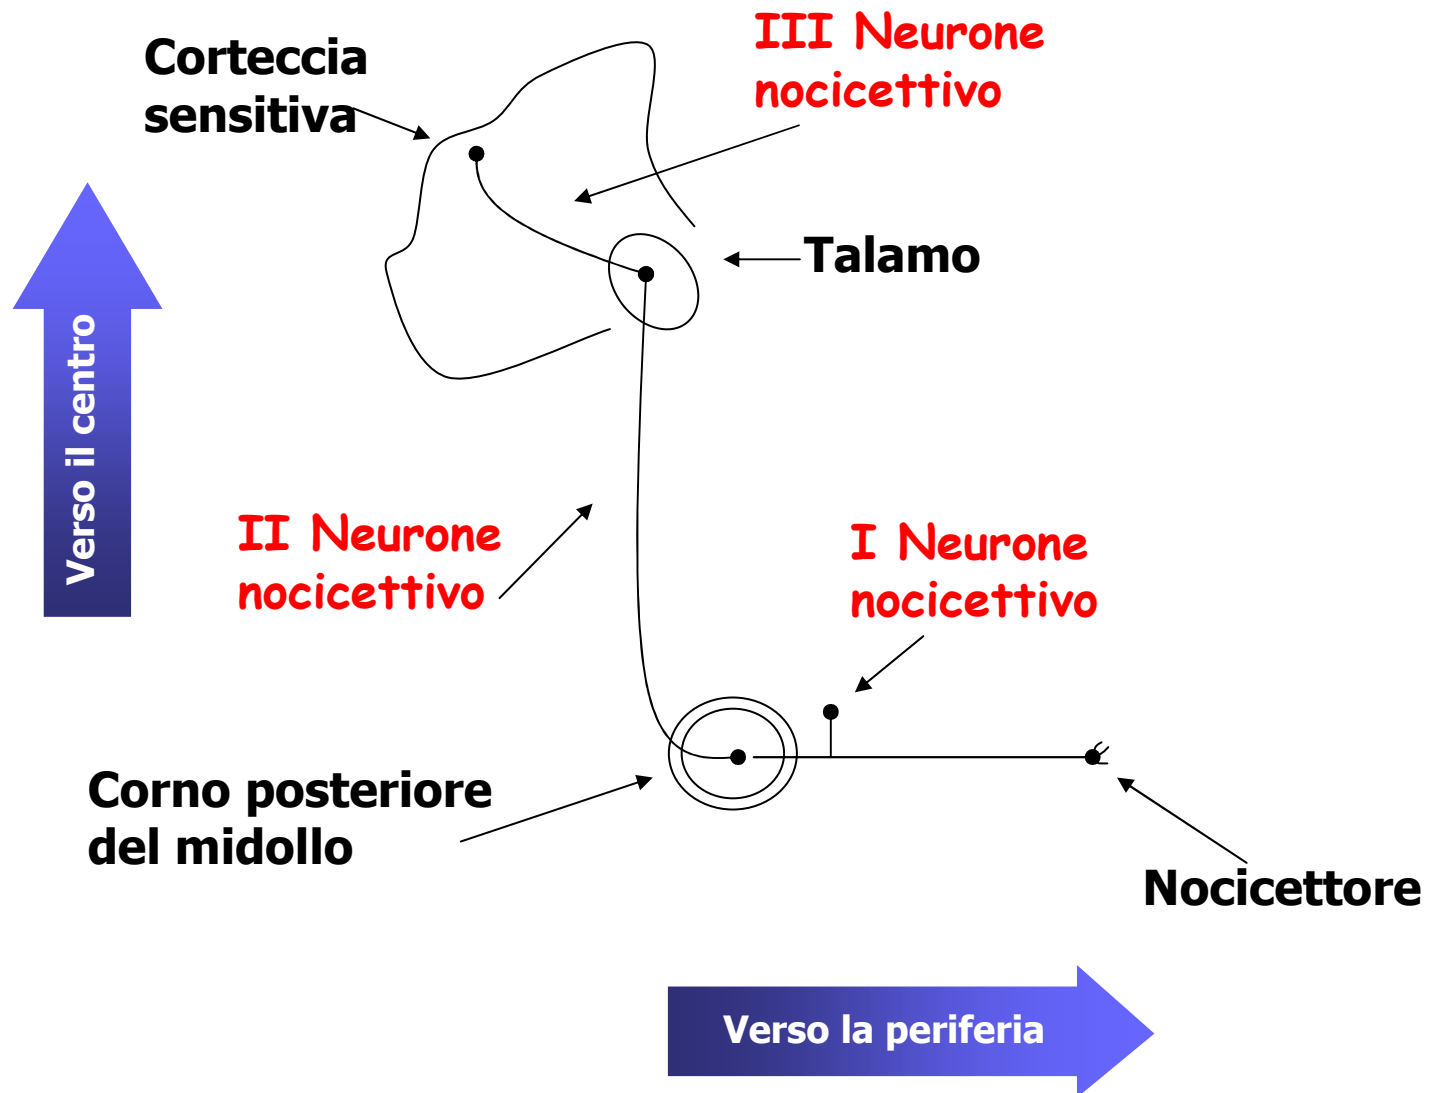 III Neurone
nocicettivo
Corteccia
sensitiva
Talamo
Verso il centro
II Neurone
nocicettivo
I Neurone
nocicettivo
Corno posteriore
del midollo
Nocicettore
Verso la periferia